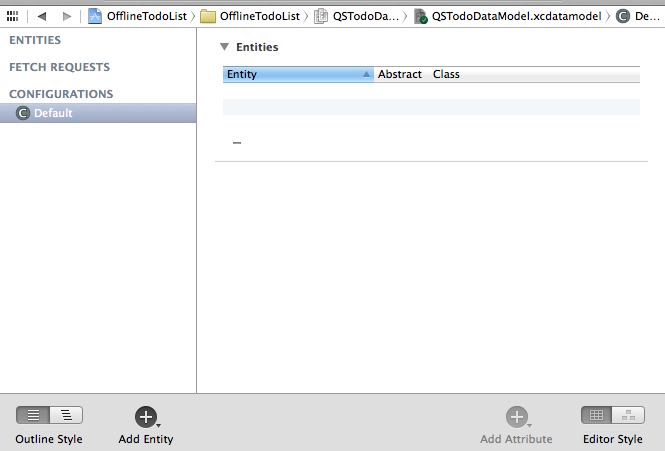 OfflineTodoList OfflineTodoList QSTodoDa... QSTodoDataModel.xcdatamodel C De...
ENTITIES
FETCH REQUESTS
CONFIGURATIONS
C Default
Entities
Entity Abstract Class
Outline Style Add Entity Add Attribute Editor Style